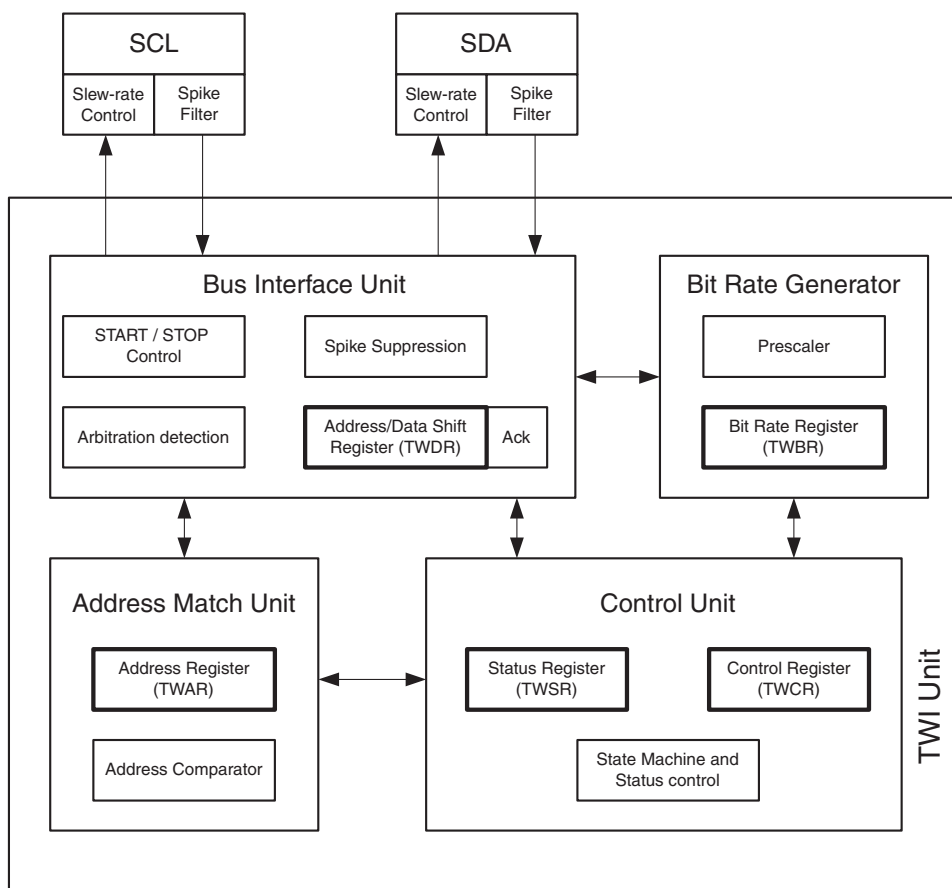 SCL
Slew-rate
Control
Spike
Filter
SDA
Slew-rate
Control
Spike
Filter
Bus Interface Unit
START / STOP
Control
Spike Suppression
Arbitration detection
Address/Data Shift
Register (TWDR)
Ack
Bit Rate Generator
Prescaler
Bit Rate Register
(TWBR)
Address Match Unit
Address Register
(TWAR)
Address Comparator
Control Unit
Status Register
(TWSR)
Control Register
(TWCR)
State Machine and
Status control
TWI Unit